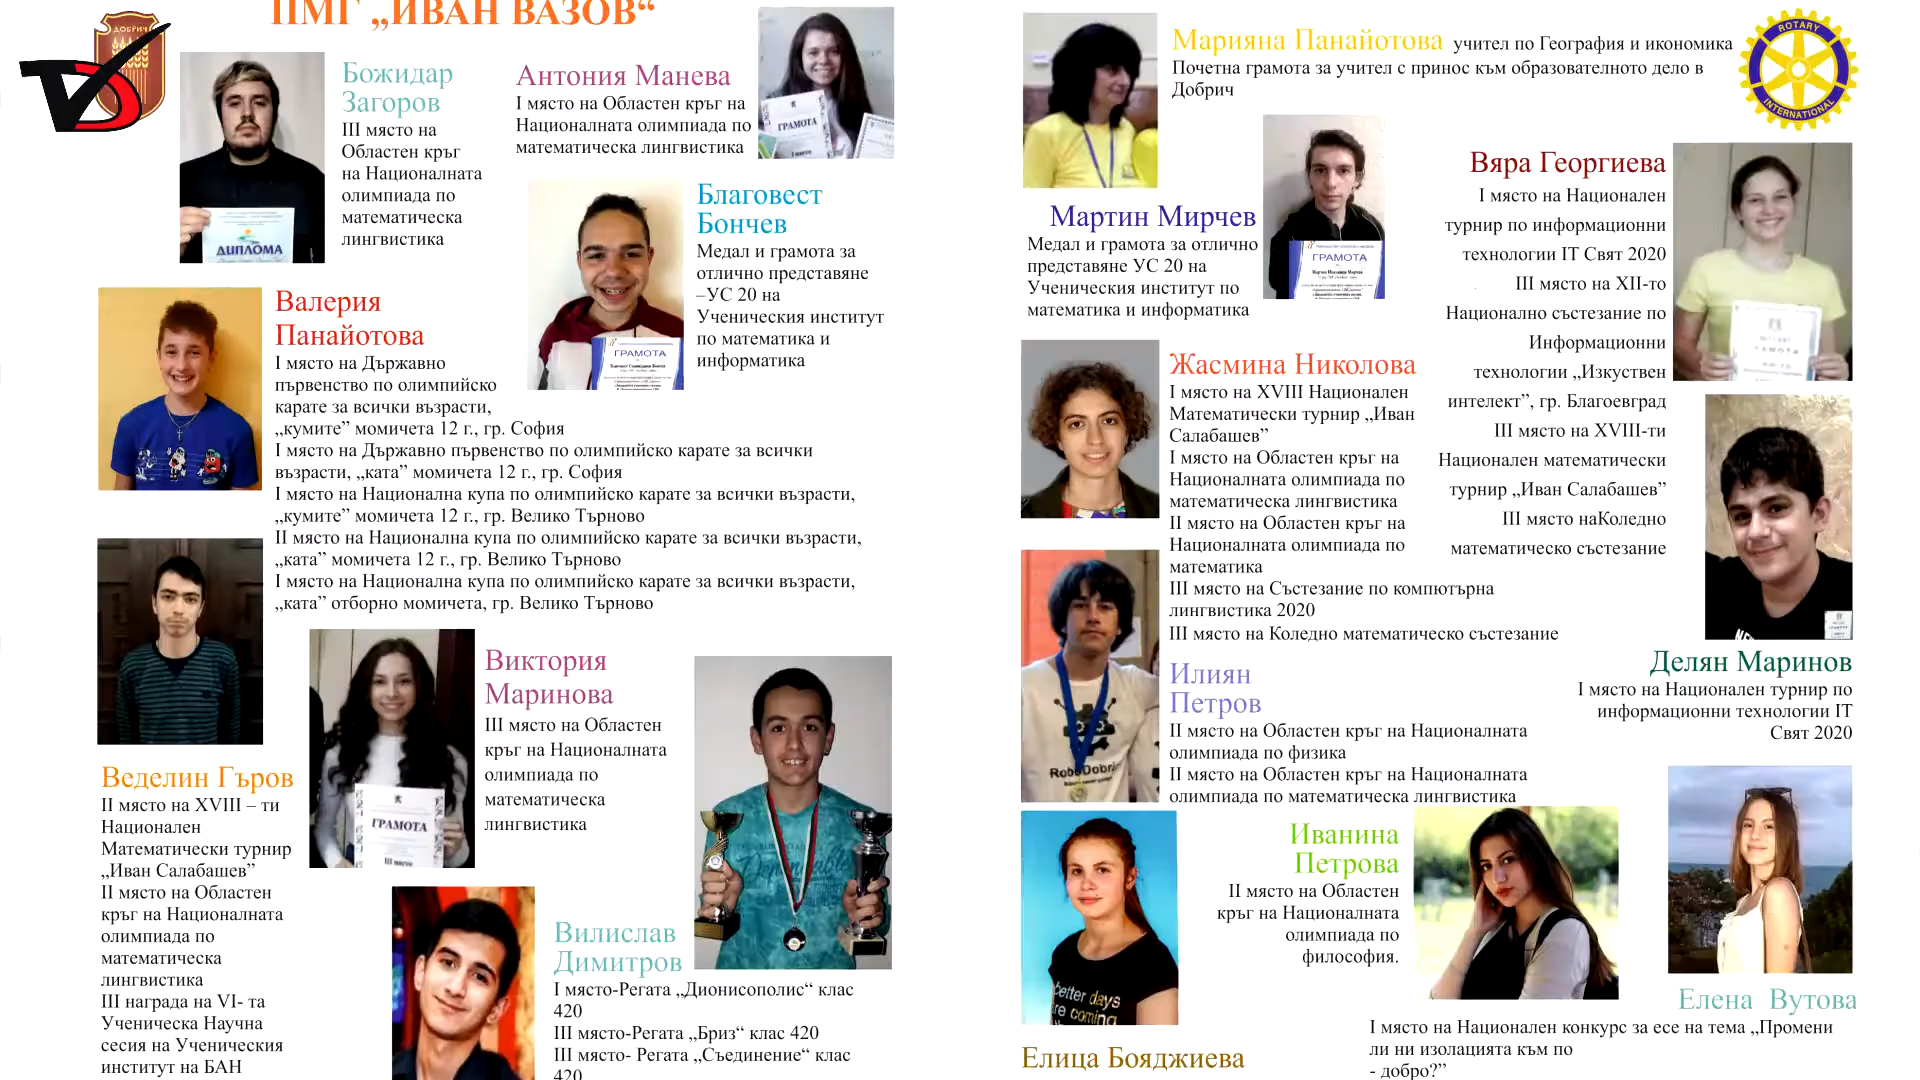 ПМГ „ИВАН ВАЗОВ“
ДОБРИЧ
Божидар
Загоров
III място на
Областен кръг
на Националната
олимпиада по
математическа
лингвистика
ДИПЛОМА
Антония Манева
I място на Областен кръг на
Националната олимпиада по
математическа лингвистика
ГРАМОТА
I място
Благовест
Бончев
Медал и грамота за
отлично представяне
–УС 20 на
Ученическия институт
по математика и
информатика
ГРАМОТА
Валерия
Панайотова
I място на Държавно
първенство по олимпийско
карате за всички възрасти,
„кумите” момичета 12 г., гр. София
I място на Държавно първенство по олимпийско карате за всички
възрасти, „ката” момичета 12 г., гр. София
I място на Национална купа по олимпийско карате за всички възрасти,
„кумите” момичета 12 г., гр. Велико Търново
II място на Национална купа по олимпийско карате за всички възрасти,
„ката” момичета 12 г., гр. Велико Търново
I място на Национална купа по олимпийско карате за всички възрасти,
„ката” отборно момичета, гр. Велико Търново
Веделин Гъров
II място на XVIII – ти
Национален
Математически турнир
„Иван Салабашев”
II място на Областен
кръг на Националната
олимпиада по
математическа
лингвистика
III награда на VI- та
Ученическа Научна
сесия на Ученическия
институт на БАН
Виктория
Маринова
III място на Областен
кръг на Националната
олимпиада по
математическа
лингвистика
ГРАМОТА
III място
Вилислав
Димитров
I място-Регата „Дионисополис“ клас
420
III място-Регата „Бриз“ клас 420
III място- Регата „Съединение“ клас
420
Марияна Панайотова учител по География и икономика
Почетна грамота за учител с принос към образователното дело в
Добрич
ROTARY
INTERNATIONAL
Мартин Мирчев
Медал и грамота за отлично
представяне УС 20 на
Ученическия институт по
математика и информатика
ГРАМОТА
Вяра Георгиева
I място на Национален
турнир по информационни
технологии IT Свят 2020
III място на XII-то
Национално състезание по
Информационни
технологии „Изкуствен
интелект”, гр. Благоевград
III място на XVIII-ти
Национален математически
турнир „Иван Салабашев”
III място наКоледно
математическо състезание
Жасмина Николова
I място на XVIII Национален
Математически турнир „Иван
Салабашев”
I място на Областен кръг на
Националната олимпиада по
математическа лингвистика
II място на Областен кръг на
Националната олимпиада по
математика
III място на Състезание по компютърна
лингвистика 2020
III място на Коледно математическо състезание
Илиян
Петров
II място на Областен кръг на Националната
олимпиада по физика
II място на Областен кръг на Националната
олимпиада по математическа лингвистика
Делян Маринов
I място на Национален турнир по
информационни технологии IT
Свят 2020
Иванина
Петрова
II място на Областен
кръг на Националната
олимпиада по
философия.
better days
are coming
Елица Бояджиева
Елена Вутова
I място на Национален конкурс за есе на тема „Промени
ли ни изолацията към по
- добро?”